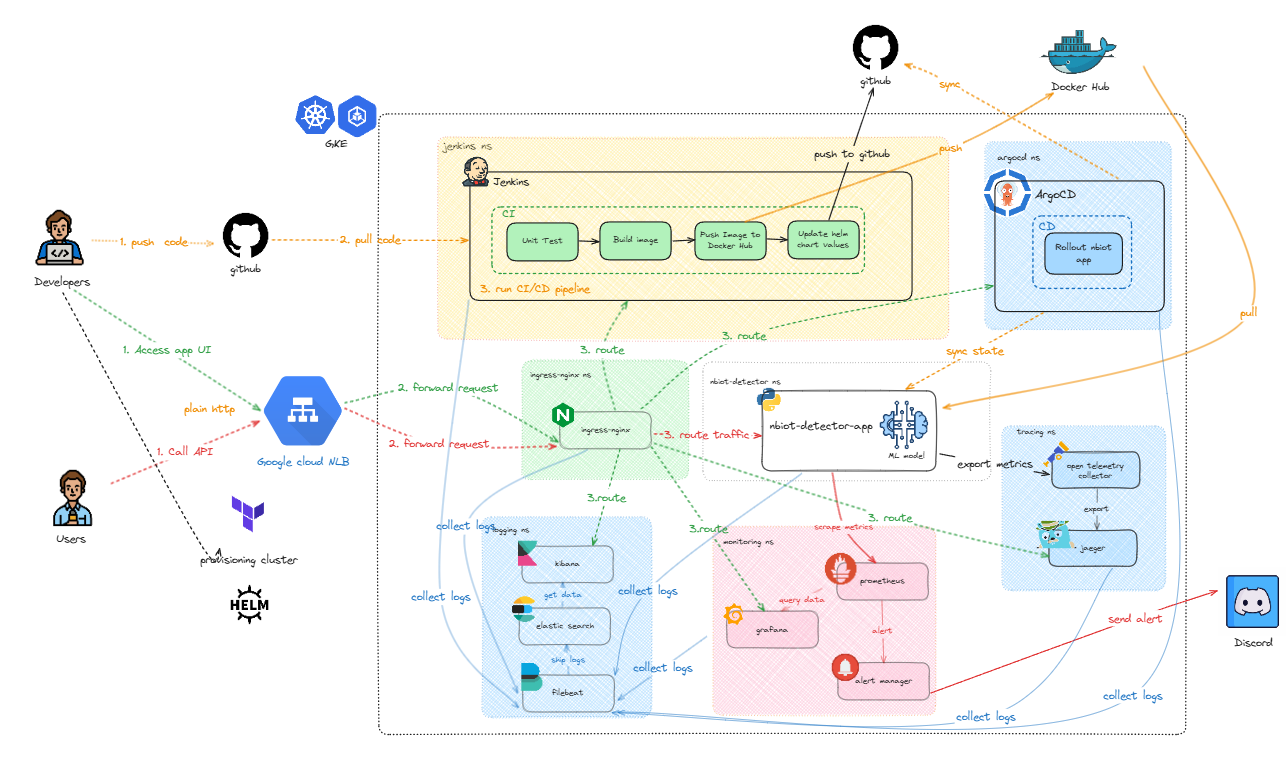 github
Docker Hub
sync
GKE
jenkins ns
push to github
push
argocd ns
Jenkins
ArgoCD
CI
CD
Unit Test
Build image
Push Image to
Docker Hub
Update helm
chart values
Rollout nbiot
app
1. push code
2. pull code
github
Developers
3. run CI/CD pipeline
pull
1. Access app UI
3. route
3. route
sync state
ingress-nginx ns
nbiot-detector ns
2. forward request
plain http
ingress-nginx
nbiot-detector-app
3. route traffic
ML model
tracing ns
2. forward request
1. Call API
Google cloud NLB
export metrics
open telemetry
collector
3.route
export
3. route
collect logs
logging ns
3.route
scrape metrics
Users
monitoring ns
jaeger
provisioning cluster
kibana
prometheus
collect logs
get data
collect logs
query data
HELM
elastic search
grafana
alert
send alert
Discord
ship logs
collect logs
alert manager
filebeat
collect logs
collect logs